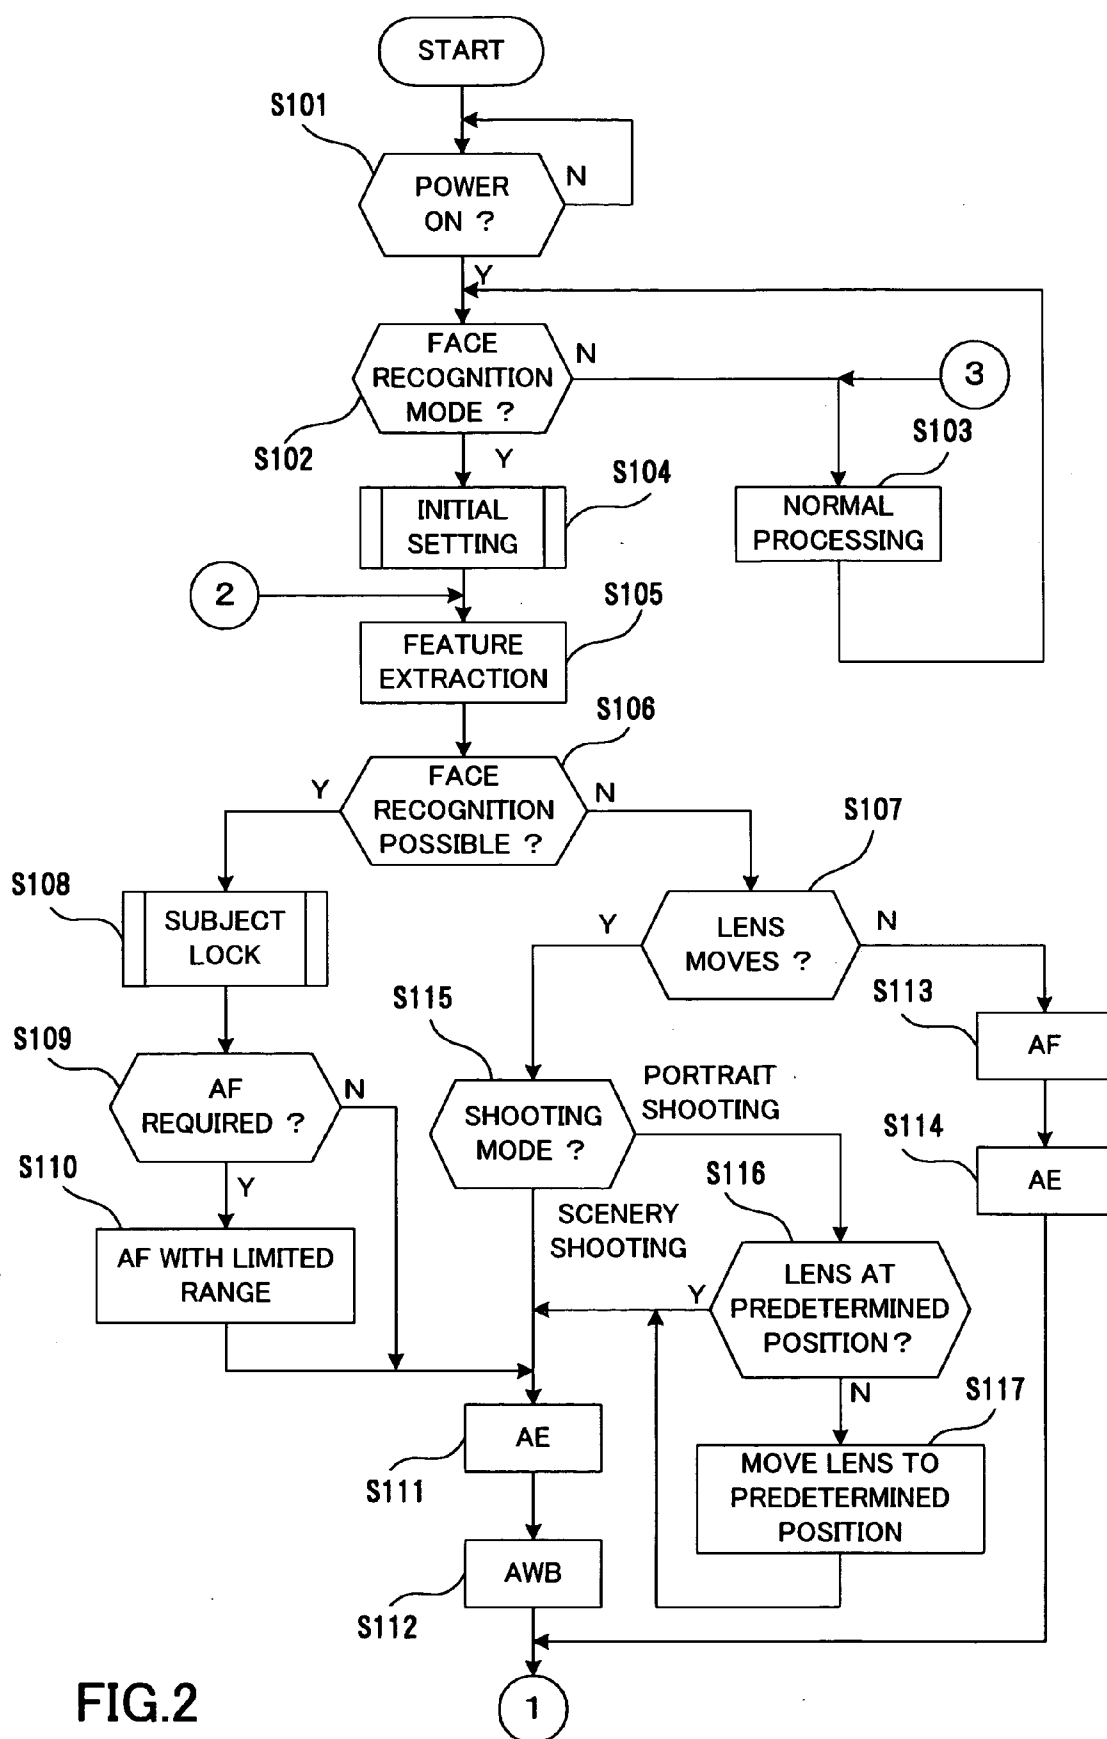 START
S101
POWER
ON ?
N
Y
FACE
RECOGNITION
MODE ?
N
3
S102
Y
S103
NORMAL
PROCESSING
S104
INITIAL
SETTING
2
S105
FEATURE
EXTRACTION
S106
FACE
RECOGNITION
POSSIBLE ?
Y
N
S107
LENS
MOVES ?
Y
N
S108
SUBJECT
LOCK
S109
AF
REQUIRED ?
N
Y
S110
AF WITH LIMITED
RANGE
S115
SHOOTING
MODE ?
PORTRAIT
SHOOTING
SCENERY
SHOOTING
S113
AF
S114
AE
S116
LENS AT
PREDETERMINED
POSITION ?
Y
N
S117
MOVE LENS TO
PREDETERMINED
POSITION
AE
S111
AWB
S112
1
FIG.2